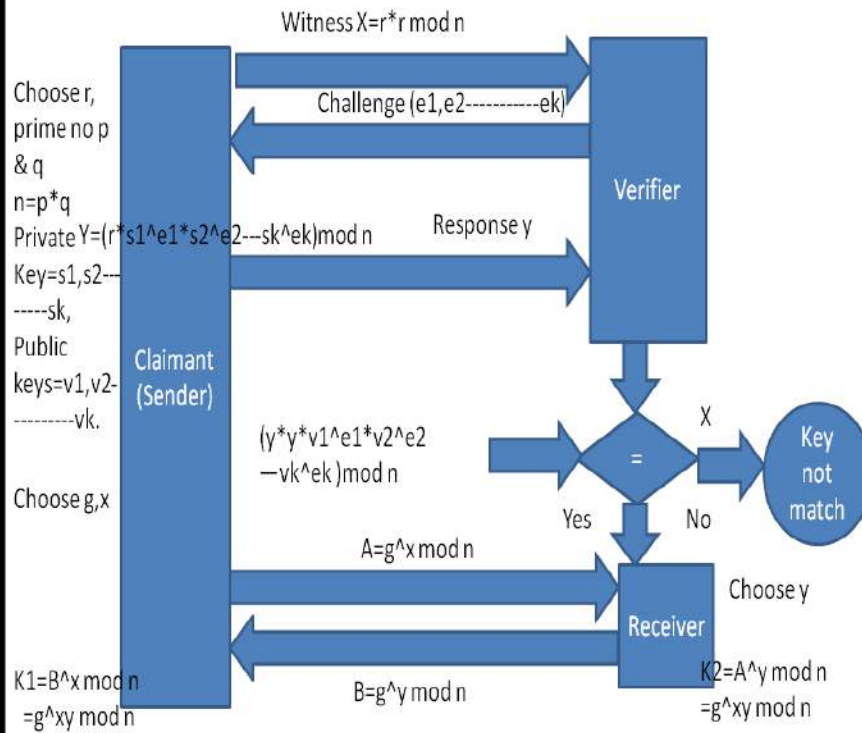 Witness X=r*r mod n
Choose r,
prime no p
& q
n=p*q
Private Y=(r*s1^e1*s2^e2---sk^ek)mod n
Key=s1,s2---
-----sk,
Public
keys=v1,v2-
---------vk.
Choose g,x
Challenge (e1,e2-----------ek)
Response y
Claimant
(Sender)
Verifier
(y*y*v1^e1*v2^e2
—vk^ek )mod n
=
X
Key
not
match
Yes
No
A=g^x mod n
Choose y
Receiver
B=g^y mod n
K1=B^x mod n
=g^xy mod n
K2=A^y mod n
=g^xy mod n